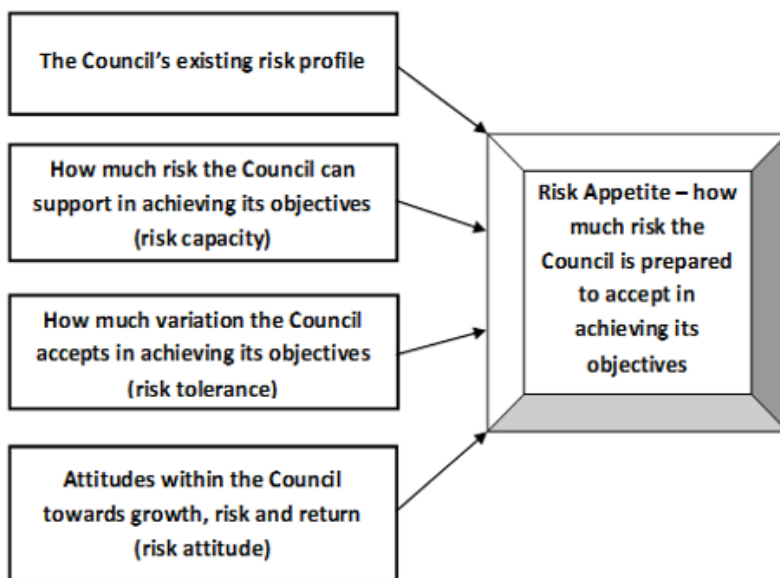 The Council’s existing risk profile
How much risk the Council can
support in achieving its objectives
(risk capacity)
How much variation the Council
accepts in achieving its objectives
(risk tolerance)
Attitudes within the Council
towards growth, risk and return
(risk attitude)
Risk Appetite – how
much risk the
Council is prepared
to accept in
achieving its
objectives